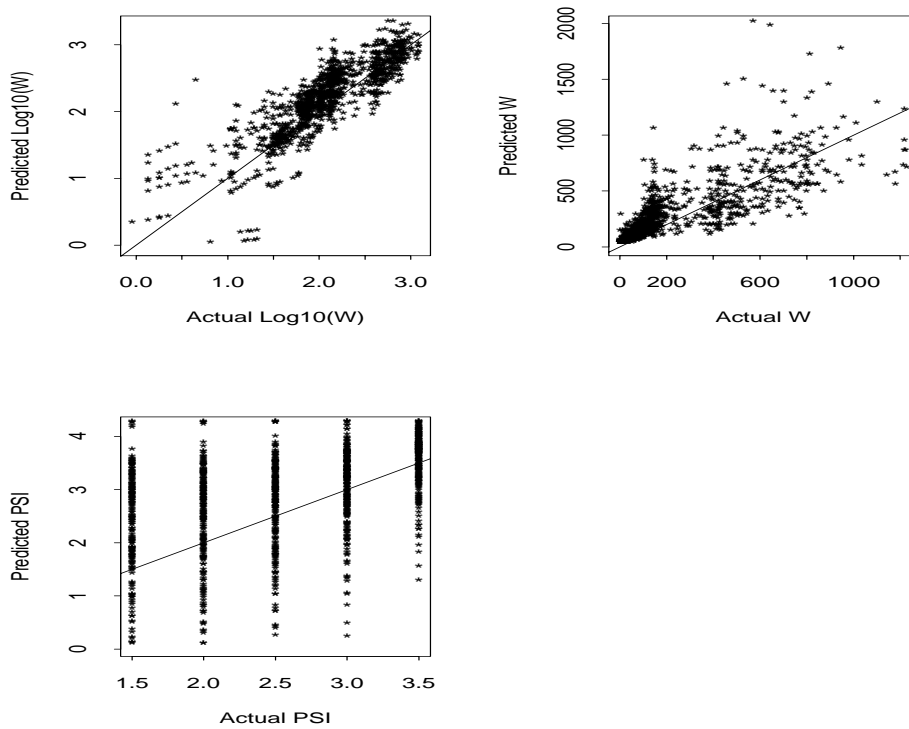 Predicted Log10(W)
3
2
1
0
0.0 1.0 2.0 3.0
Actual Log10(W)
Predicted W
2000
1500
1000
500
0
0 200 600 1000
Actual W
Predicted PSI
4
3
2
1
0
1.5 2.0 2.5 3.0 3.5
Actual PSI